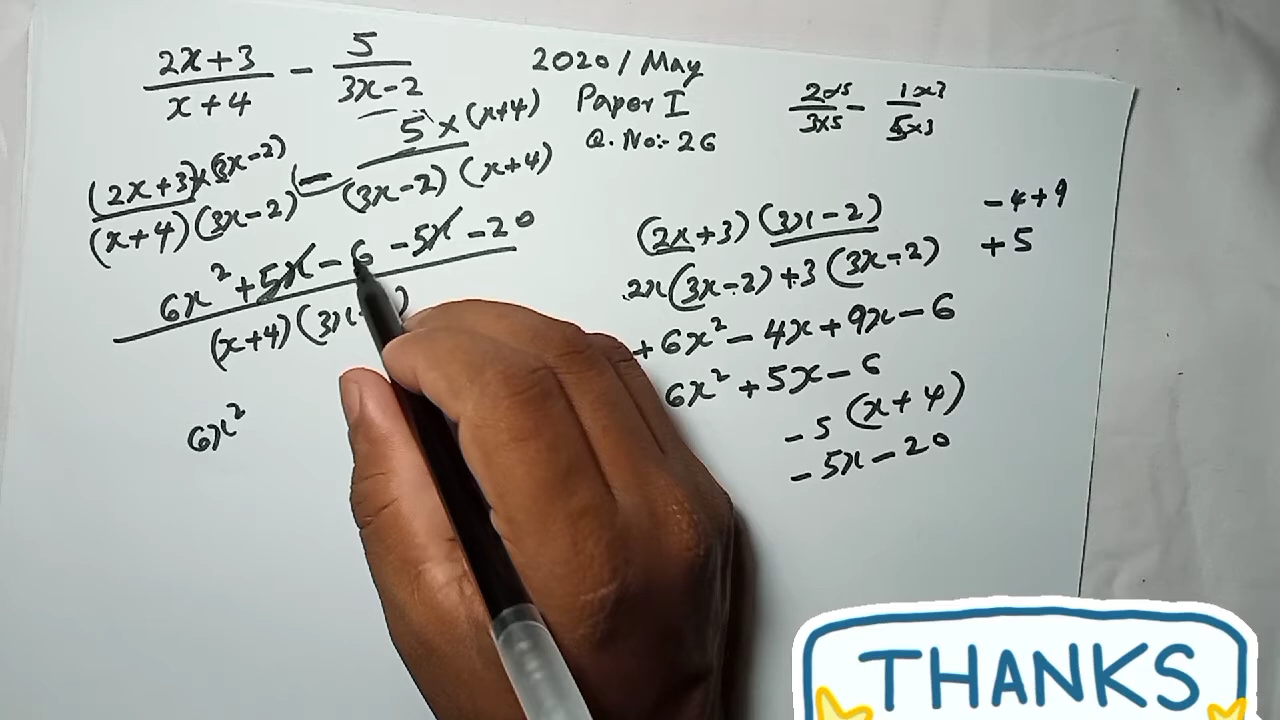 2x+3/x+4 - 5/3x-2
2020/May
Paper I
Q. No:- 26
2×5/3×5 - 1×3/5×3
(2x+3)×(3x-2)/(x+4)(3x-2) - 5×(x+4)/(3x-2)(x+4)
6x²+5x-6-5x-20/(x+4)(3x-
6x²
(2x+3)(3x-2)
2x(3x-2)+3(3x-2)
+6x²-4x+9x-6
6x²+5x-6
-5(x+4)
-5x-20
-4+9
+5
THANKS